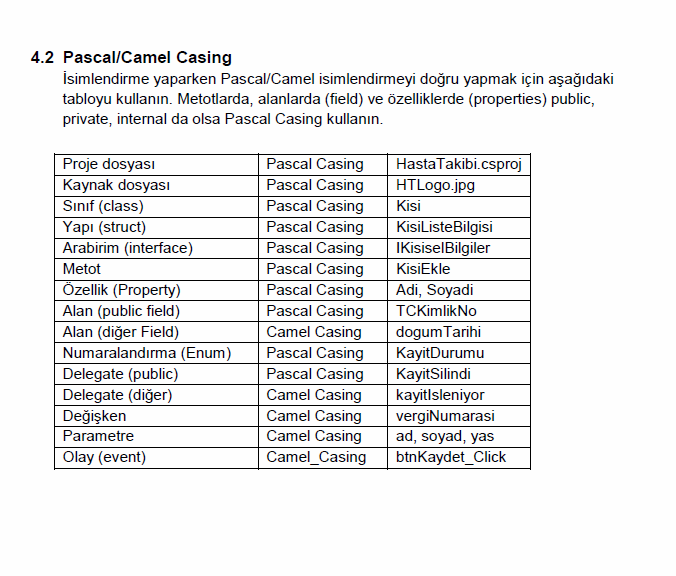 4.2 Pascal/Camel Casing
İsimlendirme yaparken Pascal/Camel isimlendirmeyi doğru yapmak için aşağıdaki
tabloyu kullanın. Metotlarda, alanlarda (field) ve özelliklerde (properties) public,
private, internal da olsa Pascal Casing kullanın.
Proje dosyası Pascal Casing HastaTakibi.csproj
Kaynak dosyası Pascal Casing HTLogo.jpg
Sınıf (class) Pascal Casing Kisi
Yapı (struct) Pascal Casing KisiListeBilgisi
Arabirim (interface) Pascal Casing IKisiselBilgiler
Metot Pascal Casing KisiEkle
Özellik (Property) Pascal Casing Adi, Soyadi
Alan (public field) Pascal Casing TCKimlikNo
Alan (diğer Field) Camel Casing dogumTarihi
Numaralandırma (Enum) Pascal Casing KayitDurumu
Delegate (public) Pascal Casing KayitSilindi
Delegate (diğer) Camel Casing kayitIsleniyor
Değişken Camel Casing vergiNumarasi
Parametre Camel Casing ad, soyad, yas
Olay (event) Camel_Casing btnKaydet_Click